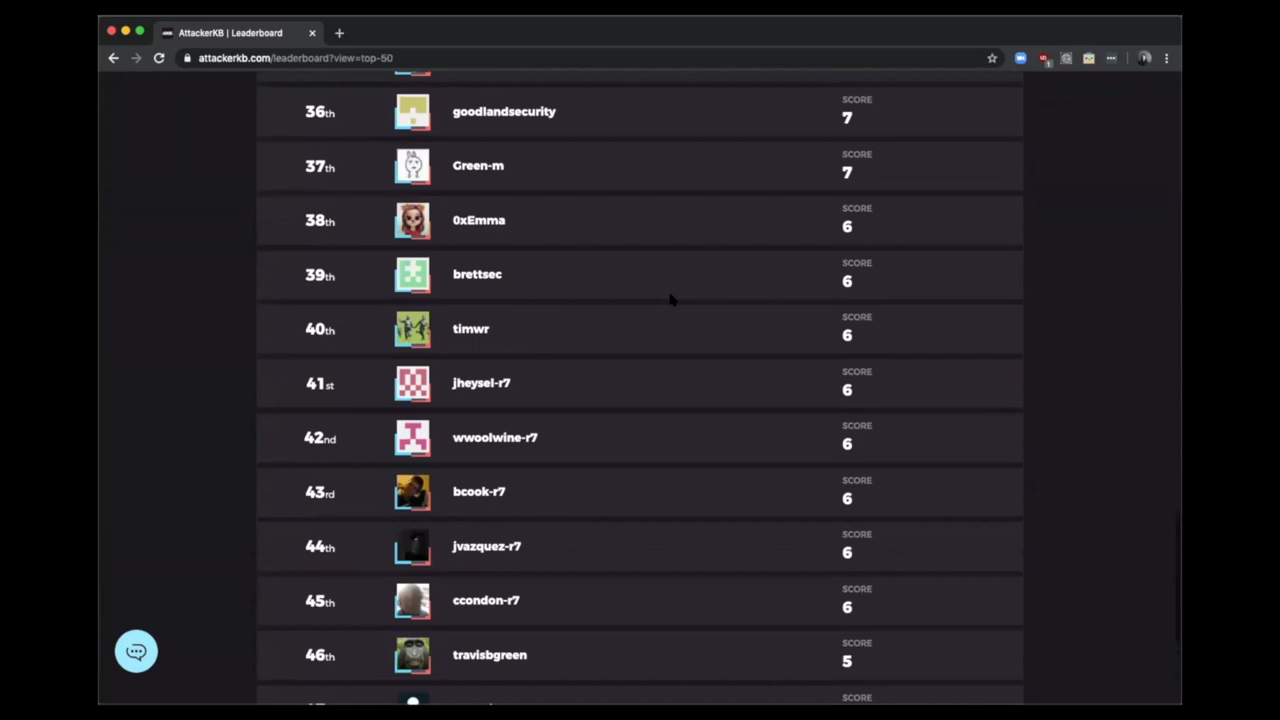 AttackerKB | Leaderboard
attackerkb.com/leaderboard?view=top-50
36th goodlandsecurity SCORE 7
37th Green-m SCORE 7
38th 0xEmma SCORE 6
39th brettsec SCORE 6
40th timwr SCORE 6
41st jheysel-r7 SCORE 6
42nd wwoolwine-r7 SCORE 6
43rd bcook-r7 SCORE 6
44th jvazquez-r7 SCORE 6
45th ccondon-r7 SCORE 6
46th travisbgreen SCORE 5
SCORE